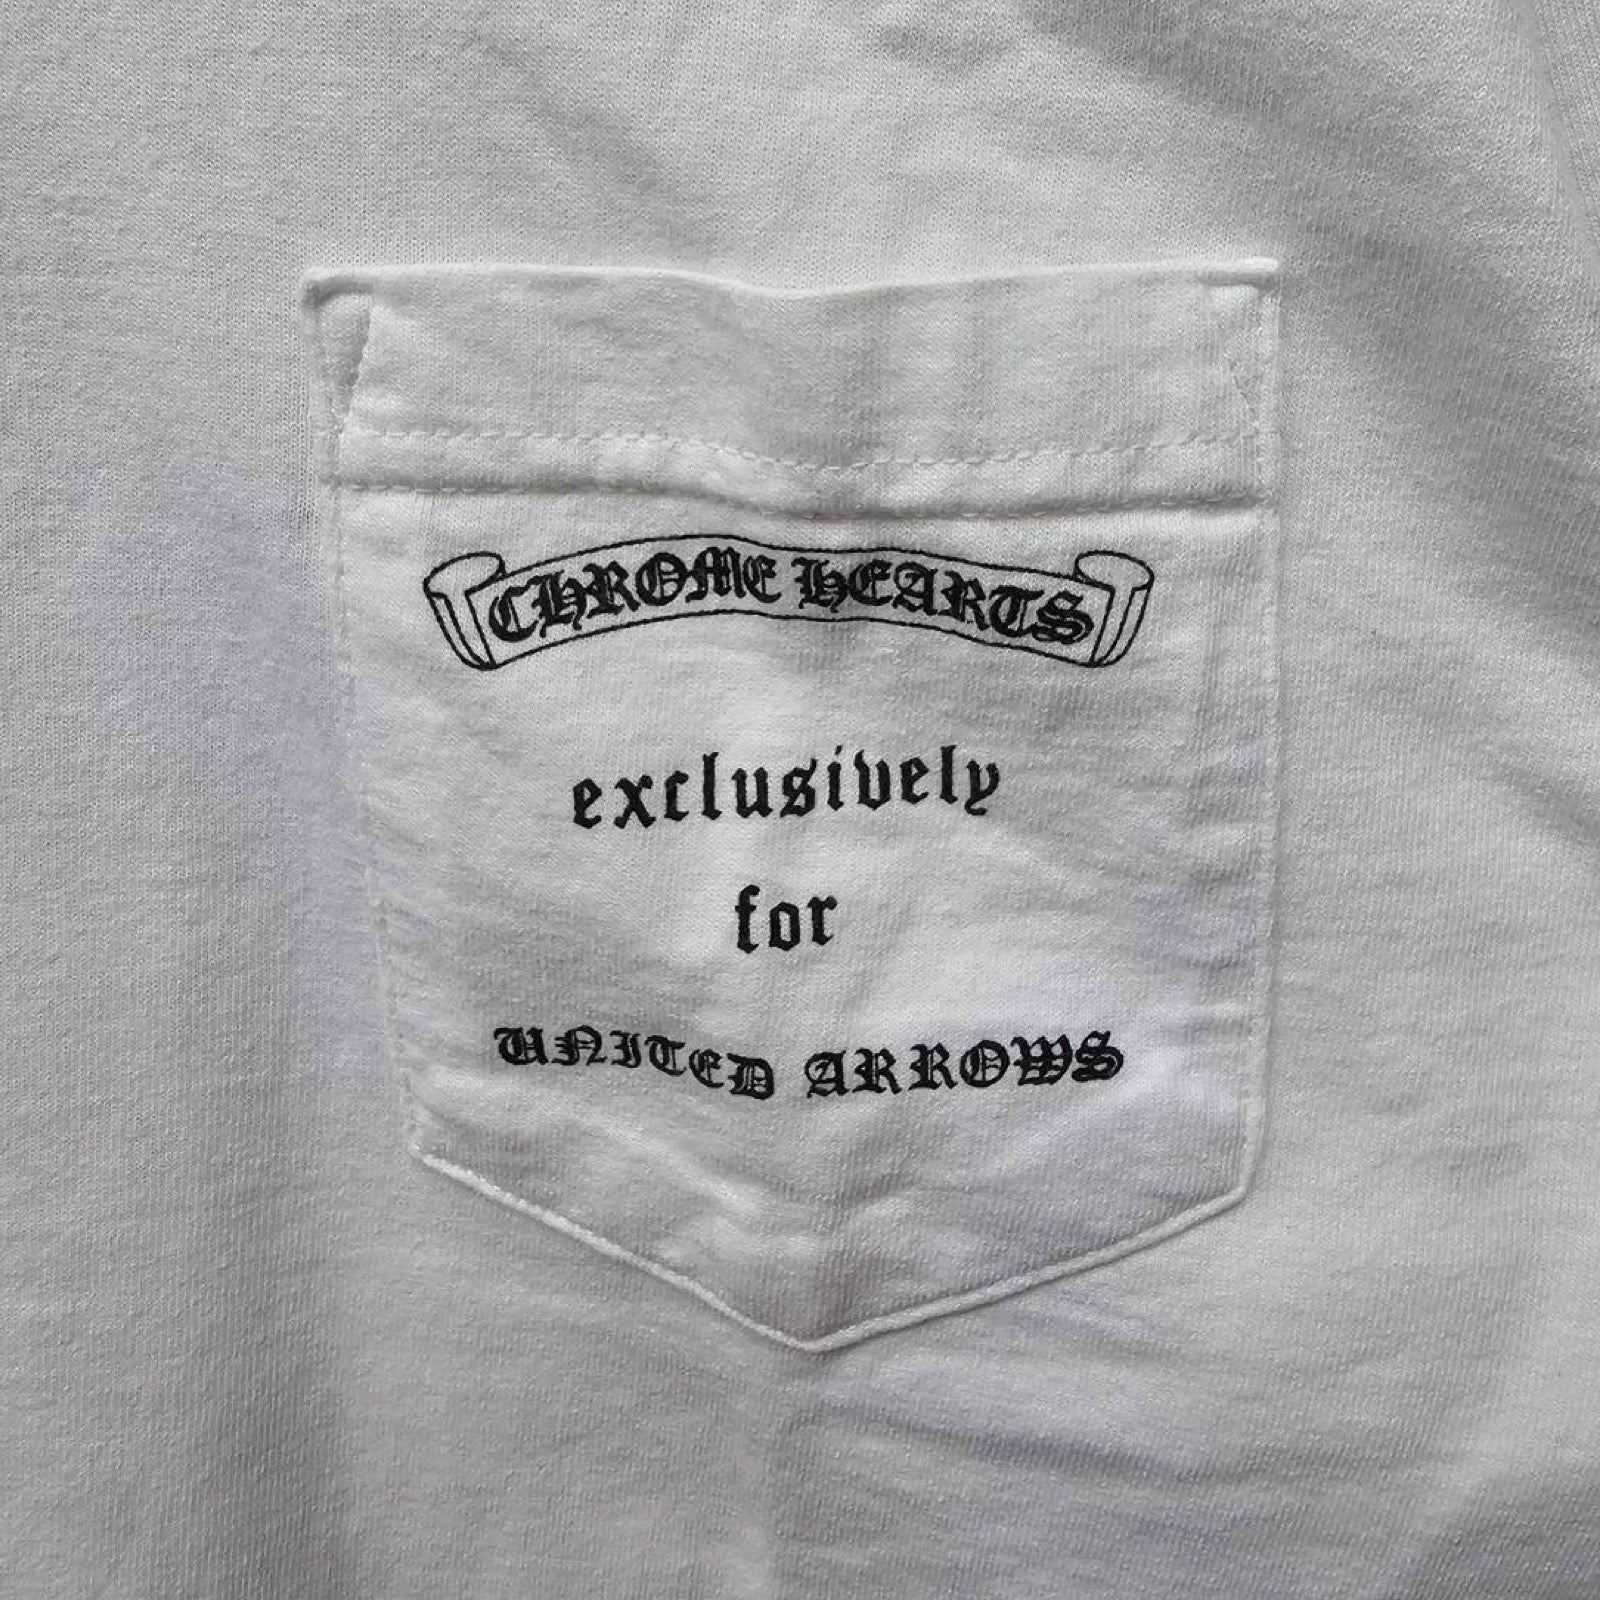 CHROME HEARTS
exclusively
for
UNITED ARROWS